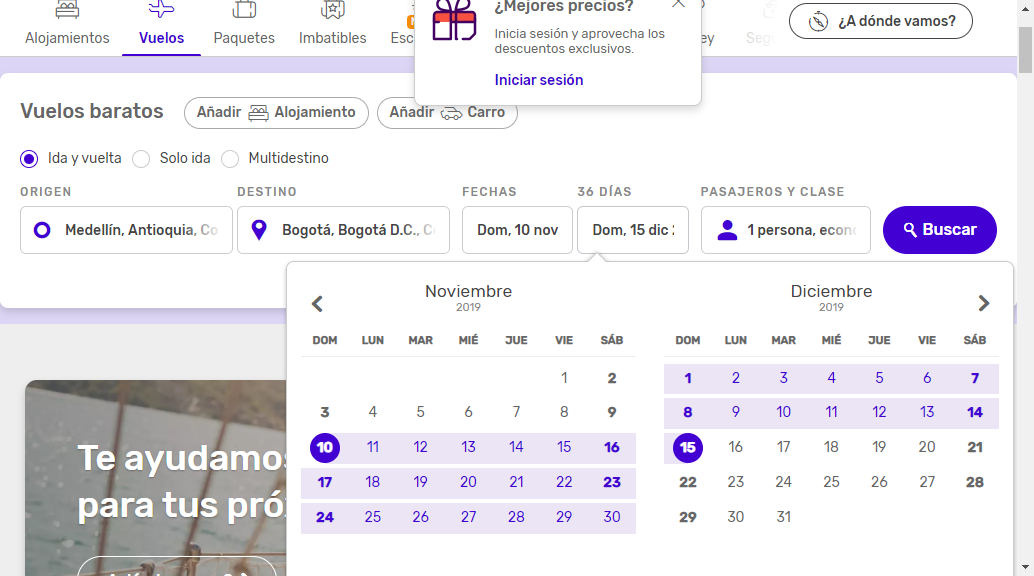 ¿Mejores precios?
Inicia sesión y aprovecha los
descuentos exclusivos.
Iniciar sesión
Alojamientos
Vuelos
Paquetes
Imbatibles
¿A dónde vamos?
Vuelos baratos
Añadir Alojamiento
Añadir Carro
Ida y vuelta
Solo ida
Multidestino
ORIGEN
DESTINO
FECHAS
36 DÍAS
PASAJEROS Y CLASE
Medellín, Antioquia, Co
Bogotá, Bogotá D.C., C
Dom, 10 nov
Dom, 15 dic
1 persona, econ
Buscar
Noviembre
2019
DOM LUN MAR MIÉ JUE VIE SÁB
1 2
3 4 5 6 7 8 9
10 11 12 13 14 15 16
17 18 19 20 21 22 23
24 25 26 27 28 29 30
Diciembre
2019
DOM LUN MAR MIÉ JUE VIE SÁB
1 2 3 4 5 6 7
8 9 10 11 12 13 14
15 16 17 18 19 20 21
22 23 24 25 26 27 28
29 30 31
Te ayudamos
para tus